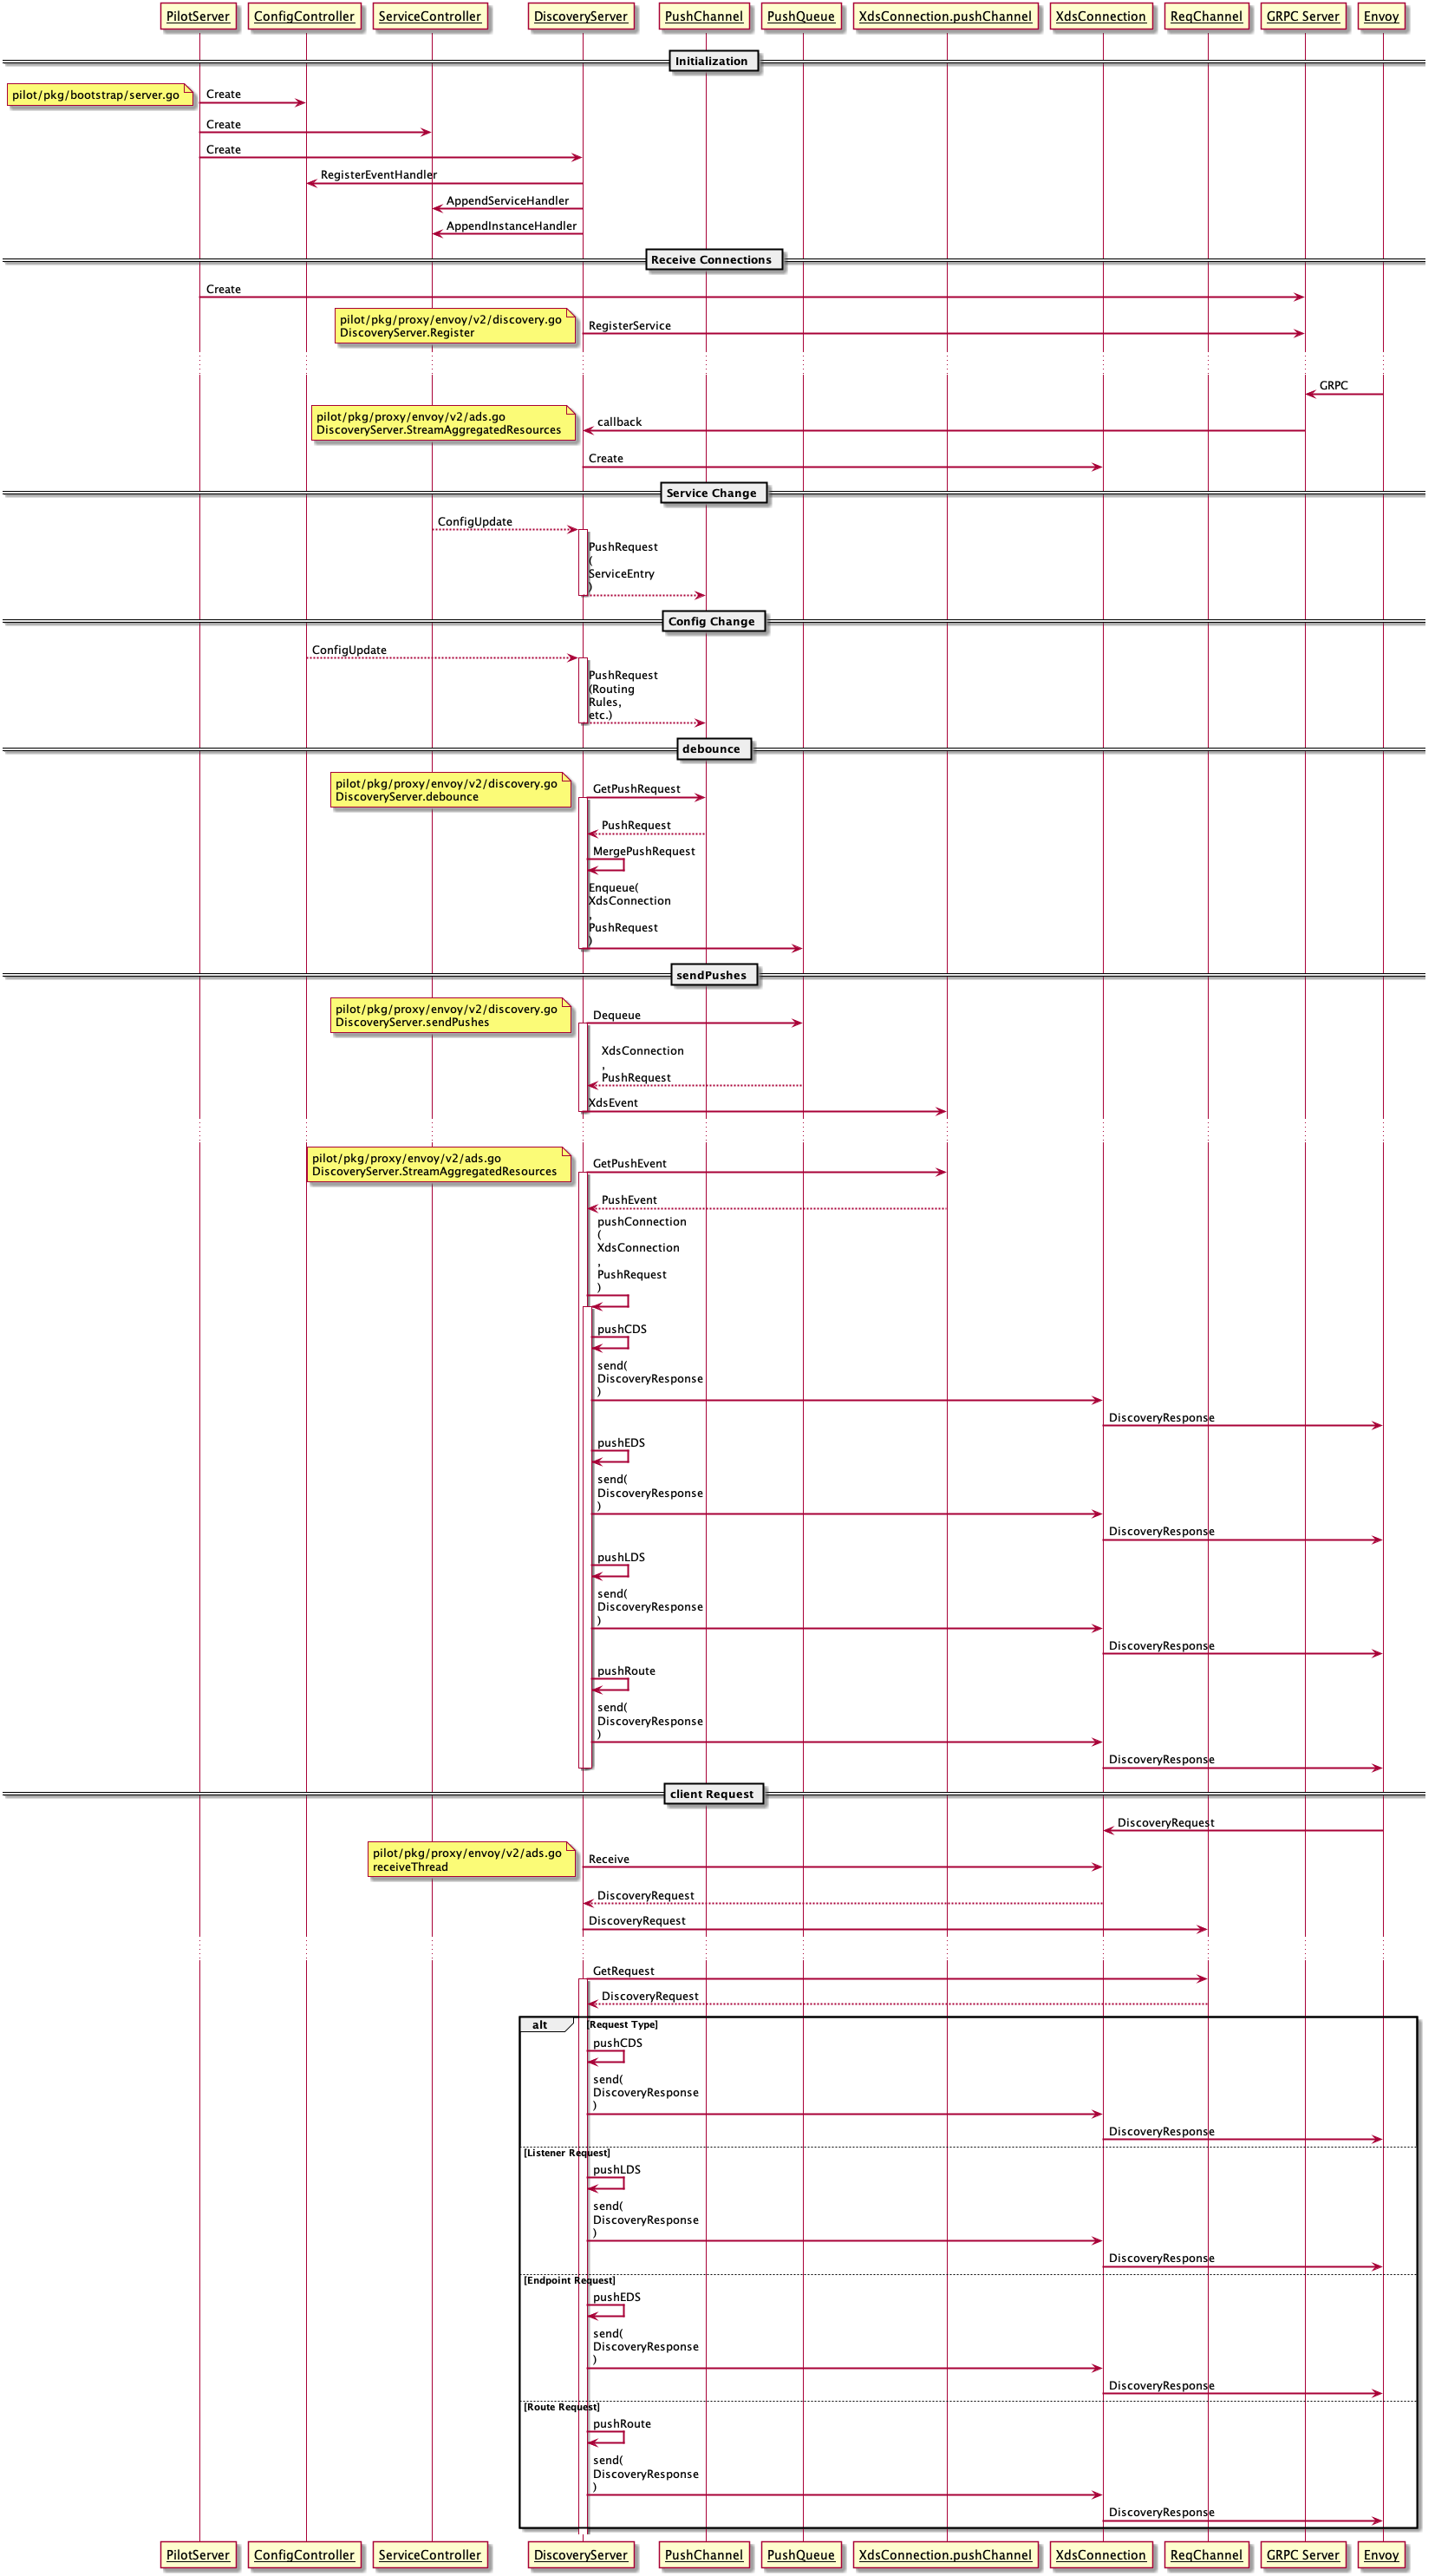 PilotServer
ConfigController
ServiceController
DiscoveryServer
PushChannel
PushQueue
XdsConnection.pushChannel
XdsConnection
ReqChannel
GRPC Server
Envoy
Initialization
pilot/pkg/bootstrap/server.go
Create
Create
Create
RegisterEventHandler
AppendServiceHandler
AppendInstanceHandler
Receive Connections
Create
pilot/pkg/proxy/envoy/v2/discovery.go
DiscoveryServer.Register
RegisterService
GRPC
pilot/pkg/proxy/envoy/v2/ads.go
DiscoveryServer.StreamAggregatedResources
callback
Create
Service Change
ConfigUpdate
PushRequest
(
ServiceEntry
)
Config Change
ConfigUpdate
PushRequest
(Routing
Rules,
etc.)
debounce
pilot/pkg/proxy/envoy/v2/discovery.go
DiscoveryServer.debounce
GetPushRequest
PushRequest
MergePushRequest
Enqueue(
XdsConnection
,
PushRequest
)
sendPushes
pilot/pkg/proxy/envoy/v2/discovery.go
DiscoveryServer.sendPushes
Dequeue
XdsConnection
,
PushRequest
XdsEvent
pilot/pkg/proxy/envoy/v2/ads.go
DiscoveryServer.StreamAggregatedResources
GetPushEvent
PushEvent
pushConnection
(
XdsConnection
,
PushRequest
)
pushCDS
send(
DiscoveryResponse
)
DiscoveryResponse
pushEDS
send(
DiscoveryResponse
)
DiscoveryResponse
pushLDS
send(
DiscoveryResponse
)
DiscoveryResponse
pushRoute
send(
DiscoveryResponse
)
DiscoveryResponse
client Request
DiscoveryRequest
pilot/pkg/proxy/envoy/v2/ads.go
receiveThread
Receive
DiscoveryRequest
DiscoveryRequest
GetRequest
DiscoveryRequest
alt [Request Type]
pushCDS
send(
DiscoveryResponse
)
DiscoveryResponse
[Listener Request]
pushLDS
send(
DiscoveryResponse
)
DiscoveryResponse
[Endpoint Request]
pushEDS
send(
DiscoveryResponse
)
DiscoveryResponse
[Route Request]
pushRoute
send(
DiscoveryResponse
)
DiscoveryResponse
PilotServer
ConfigController
ServiceController
DiscoveryServer
PushChannel
PushQueue
XdsConnection.pushChannel
XdsConnection
ReqChannel
GRPC Server
Envoy